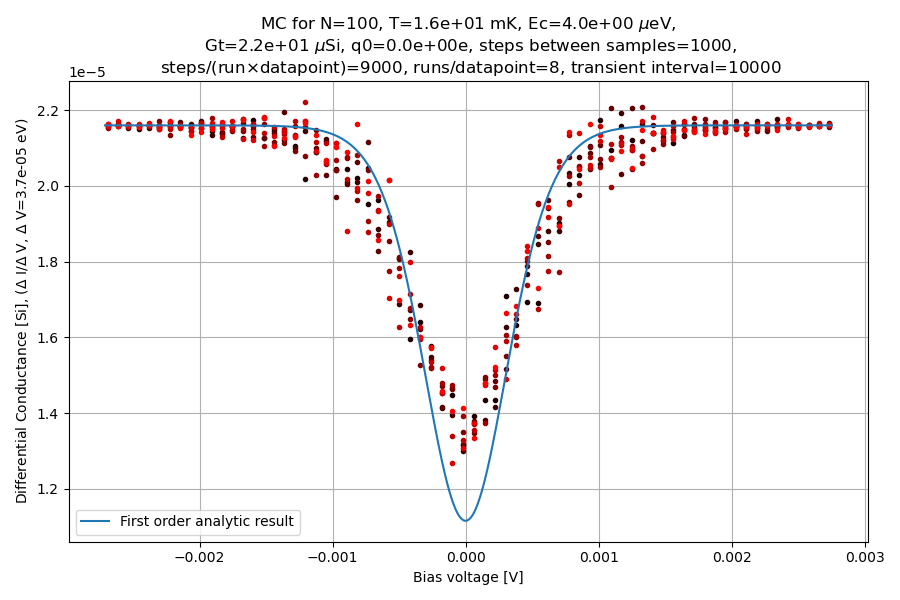 MC for N=100, T=1.6e+01 mK, Ec=4.0e+00 μeV,
Gt=2.2e+01 μSi, q0=0.0e+00e, steps between samples=1000,
steps/(run×datapoint)=9000, runs/datapoint=8, transient interval=10000
1e−5
2.2
2.0
1.8
1.6
1.4
1.2
Differential Conductance [Si], (Δ I/Δ V, Δ V=3.7e-05 eV)
First order analytic result
−0.002
−0.001
0.000
0.001
0.002
0.003
Bias voltage [V]